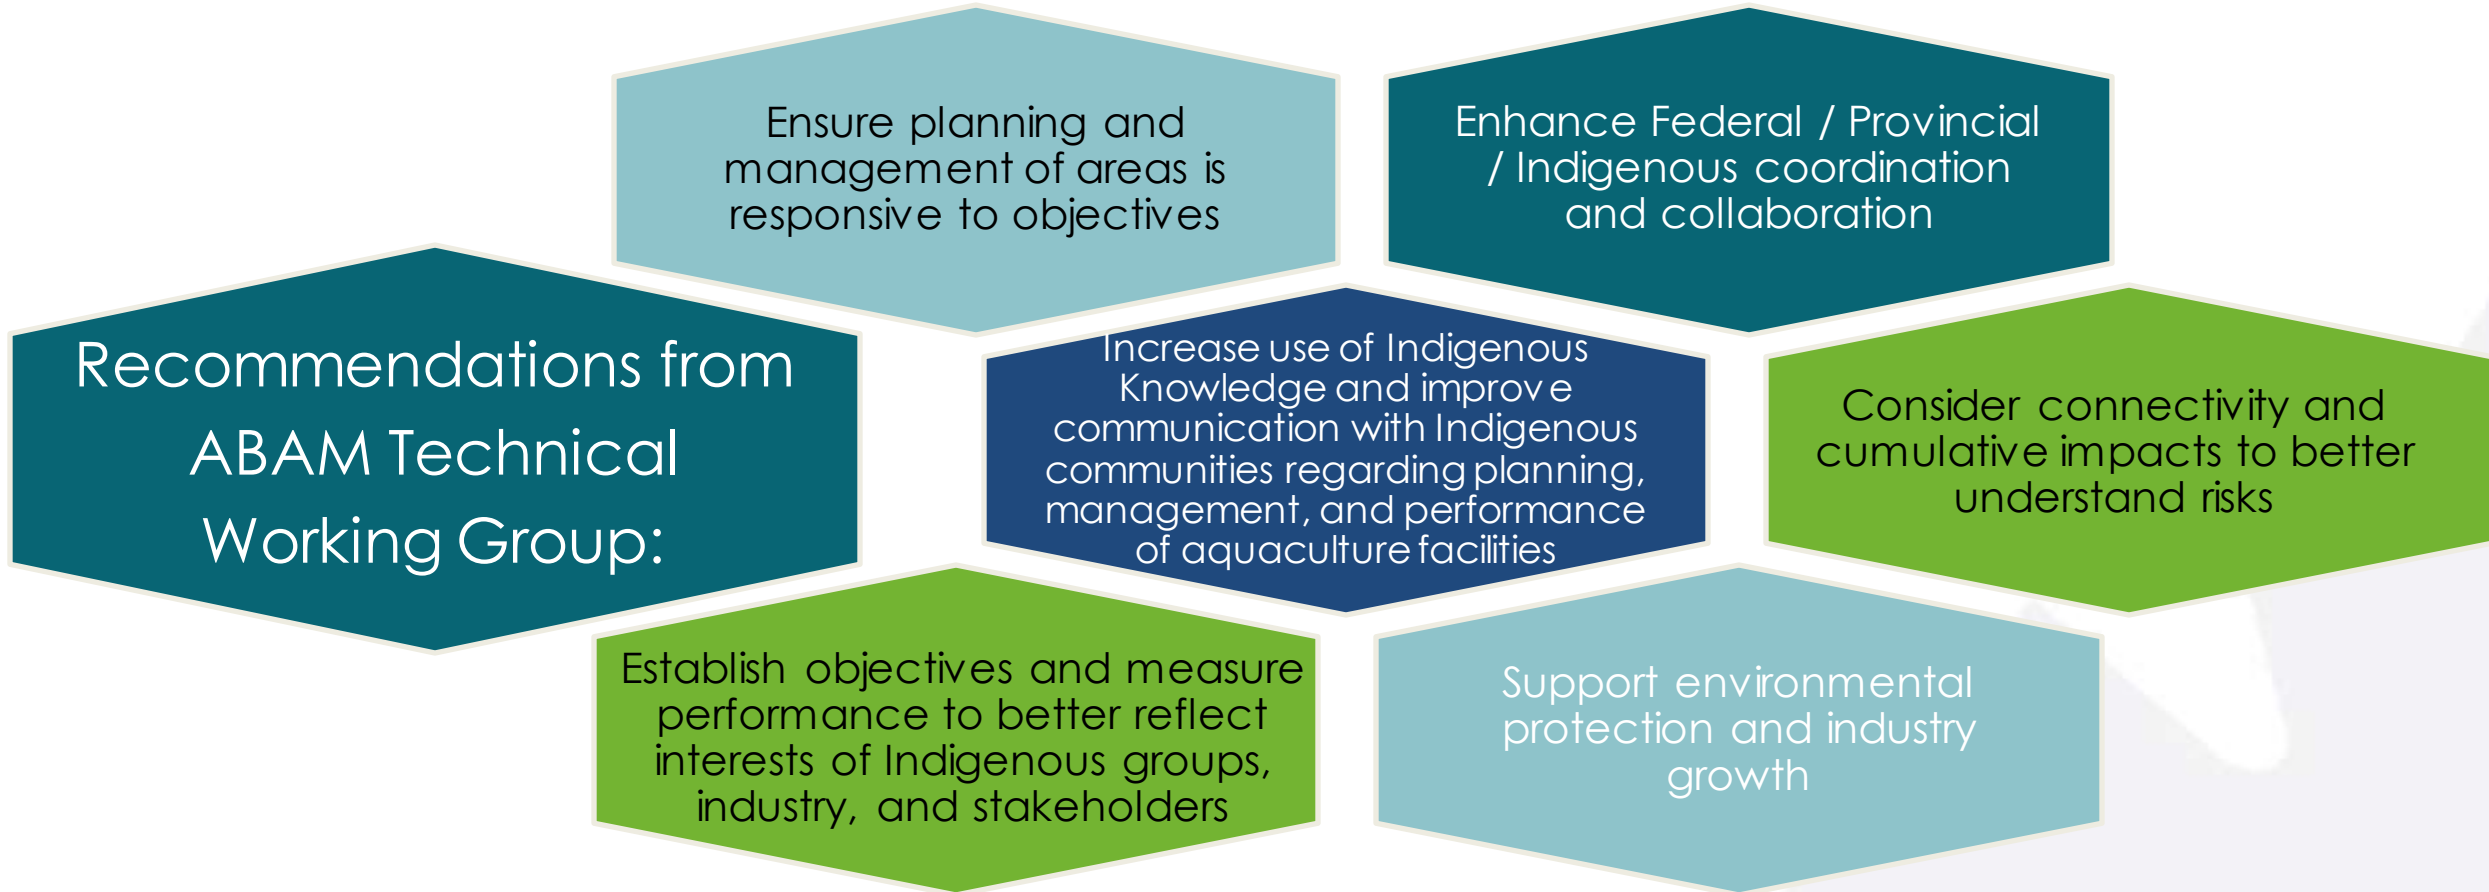 Recommendations from
ABAM Technical
Working Group:
Ensure planning and
management of areas is
responsive to objectives
Enhance Federal / Provincial
/ Indigenous coordination
and collaboration
Increase use of Indigenous
Knowledge and improve
communication with Indigenous
communities regarding planning,
management, and performance
of aquaculture facilities
Consider connectivity and
cumulative impacts to better
understand risks
Establish objectives and measure
performance to better reflect
interests of Indigenous groups,
industry, and stakeholders
Support environmental
protection and industry
growth